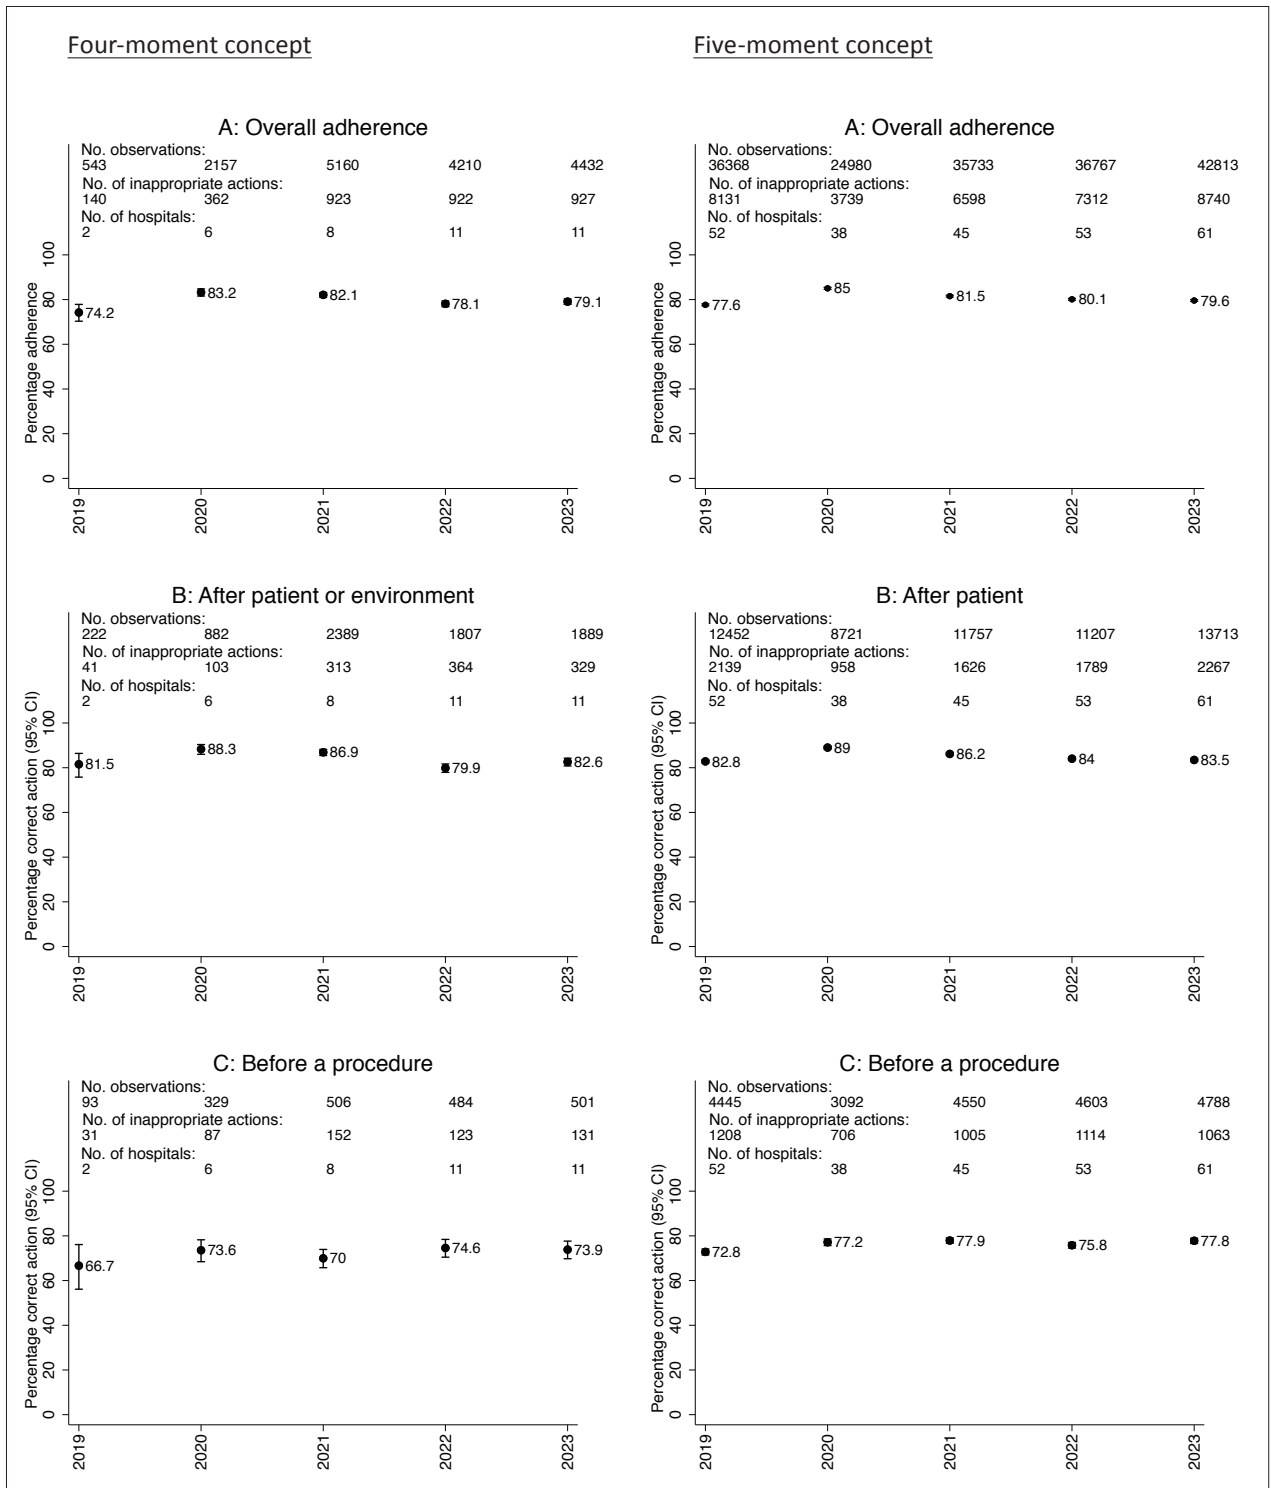 Four-moment concept
Five-moment concept
A: Overall adherence
No. observations:
543 2157 5160 4210 4432
No. of inappropriate actions:
140 362 923 922 927
No. of hospitals:
2 6 8 11 11
Percentage adherence
100
80
60
40
20
0
74.2
83.2
82.1
78.1
79.1
2019 2020 2021 2022 2023
A: Overall adherence
No. observations:
36368 24980 35733 36767 42813
No. of inappropriate actions:
8131 3739 6598 7312 8740
No. of hospitals:
52 38 45 53 61
Percentage adherence
100
80
60
40
20
0
77.6
85
81.5
80.1
79.6
2019 2020 2021 2022 2023
B: After patient or environment
No. observations:
222 882 2389 1807 1889
No. of inappropriate actions:
41 103 313 364 329
No. of hospitals:
2 6 8 11 11
Percentage correct action (95% CI)
100
80
60
40
20
0
81.5
88.3
86.9
79.9
82.6
2019 2020 2021 2022 2023
B: After patient
No. observations:
12452 8721 11757 11207 13713
No. of inappropriate actions:
2139 958 1626 1789 2267
No. of hospitals:
52 38 45 53 61
Percentage correct action (95% CI)
100
80
60
40
20
0
82.8
89
86.2
84
83.5
2019 2020 2021 2022 2023
C: Before a procedure
No. observations:
93 329 506 484 501
No. of inappropriate actions:
31 87 152 123 131
No. of hospitals:
2 6 8 11 11
Percentage correct action (95% CI)
100
80
60
40
20
0
66.7
73.6
70
74.6
73.9
2019 2020 2021 2022 2023
C: Before a procedure
No. observations:
4445 3092 4550 4603 4788
No. of inappropriate actions:
1208 706 1005 1114 1063
No. of hospitals:
52 38 45 53 61
Percentage correct action (95% CI)
100
80
60
40
20
0
72.8
77.2
77.9
75.8
77.8
2019 2020 2021 2022 2023